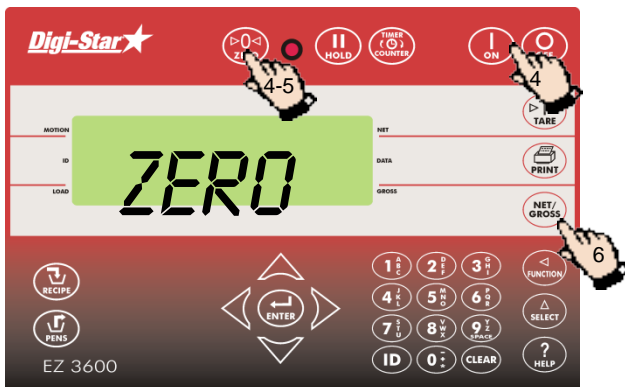 Digi-Star
0
ZERO
HOLD
TIMER
COUNTER
ON
4-5
4
TARE
MOTION
NET
ID
DATA
PRINT
LOAD
GROSS
ZERO
NET/
GROSS
6
1 A B C
2 D E F
3 G H I
FUNCTION
RECIPE
4 J K L
5 M N O
6 P Q R
ENTER
SELECT
7 S T U
8 V W X
9 Y Z SPACE
PENS
ID
0 - + *
CLEAR
?
HELP
EZ 3600